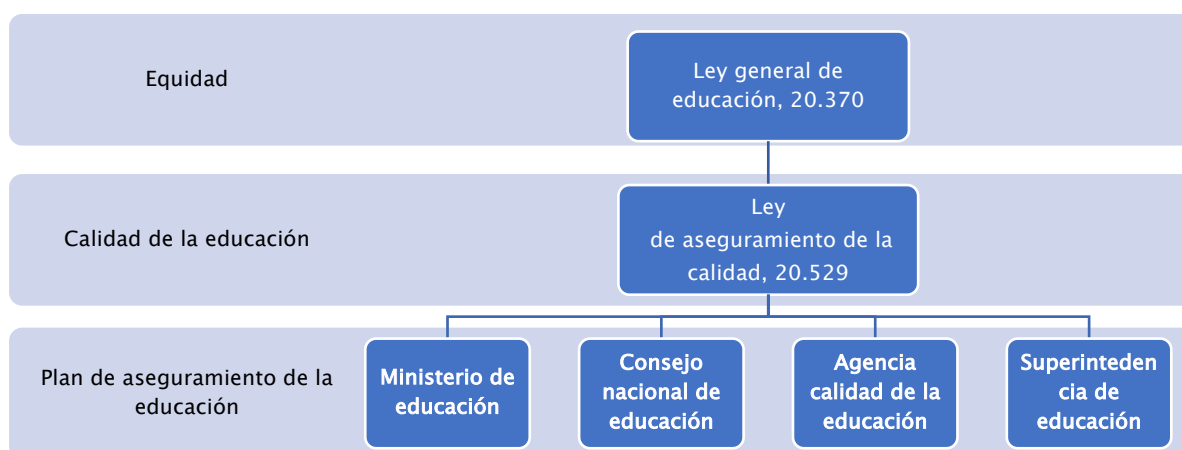 Equidad
Ley general de
educación, 20.370
Calidad de la educación
Ley
de aseguramiento de la
calidad, 20.529
Plan de aseguramiento de la
educación
Ministerio de
educación
Consejo
nacional de
educación
Agencia
calidad de la
educación
Superinteden
cia de
educación